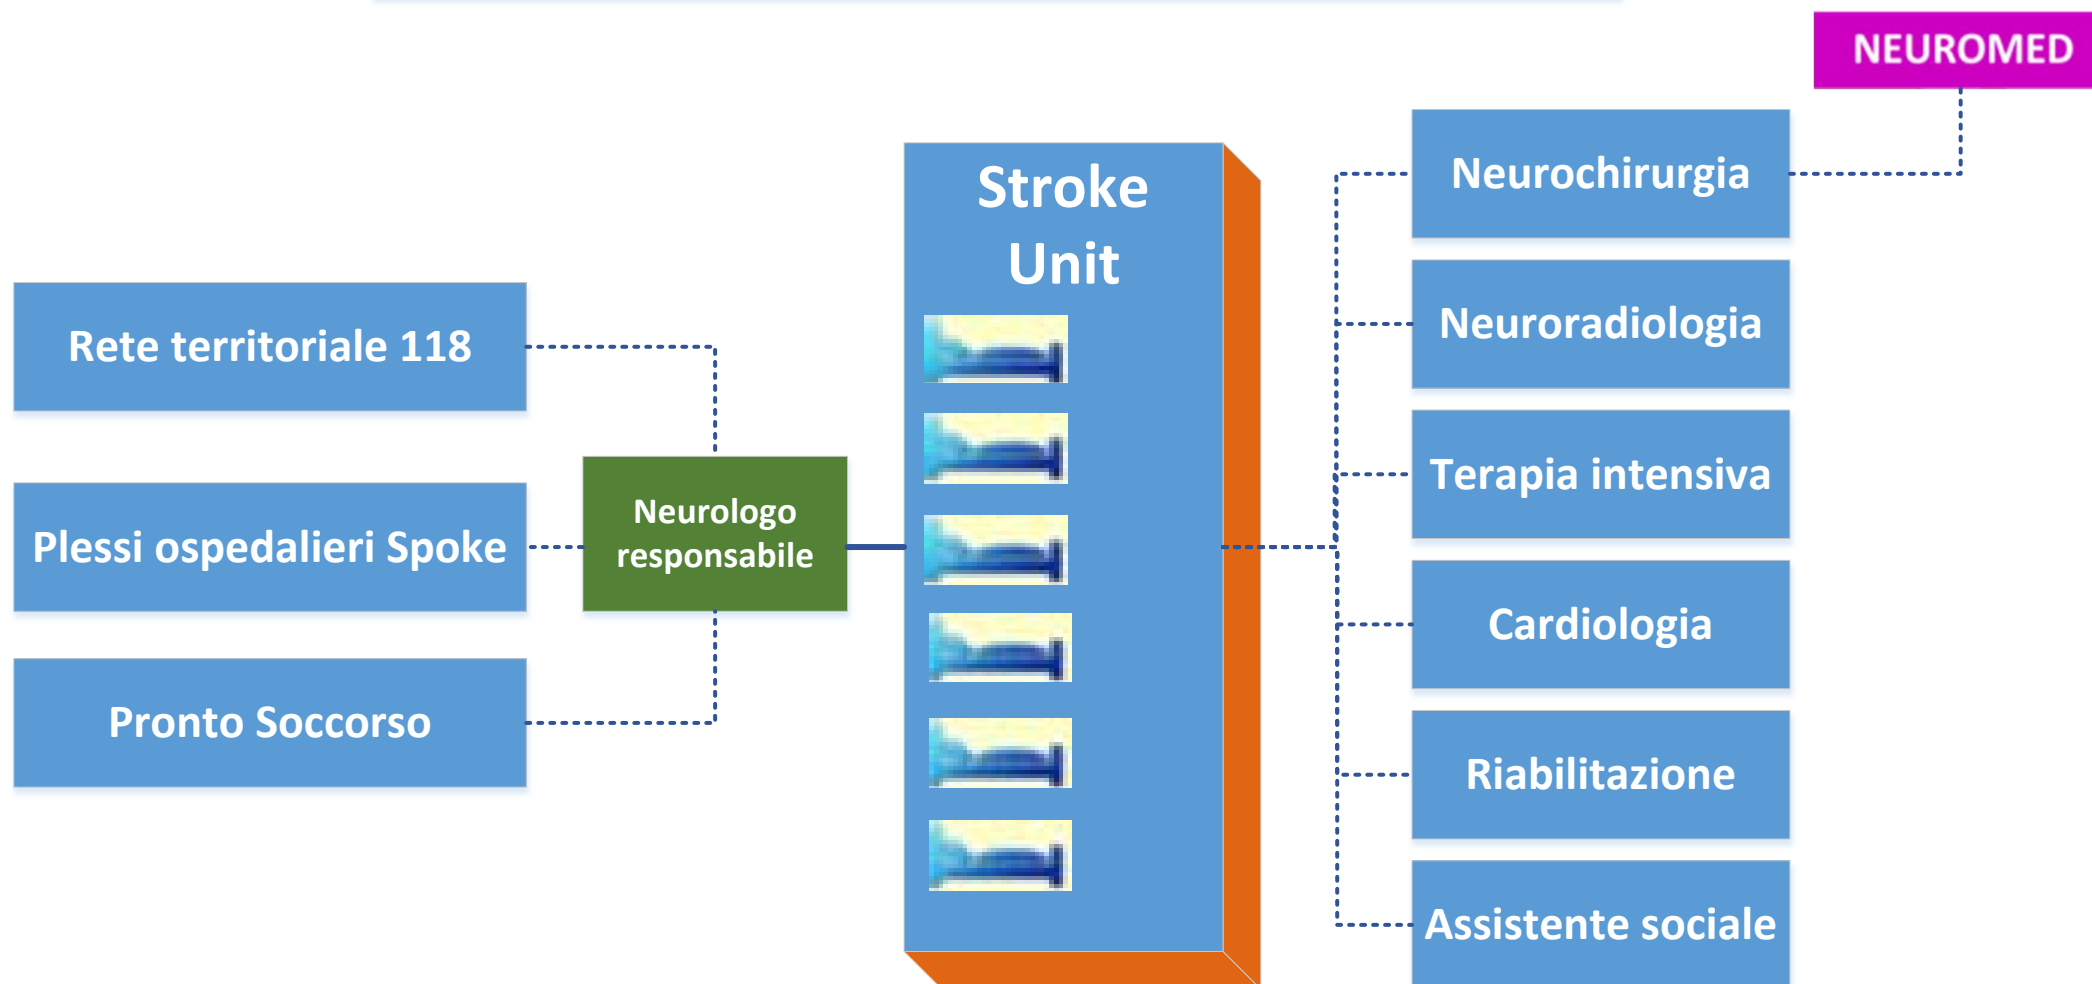 NEUROMED
Rete territoriale 118
Plessi ospedalieri Spoke
Pronto Soccorso
Neurologo
responsabile
Stroke
Unit
Neurochirurgia
Neuroradiologia
Terapia intensiva
Cardiologia
Riabilitazione
Assistente sociale